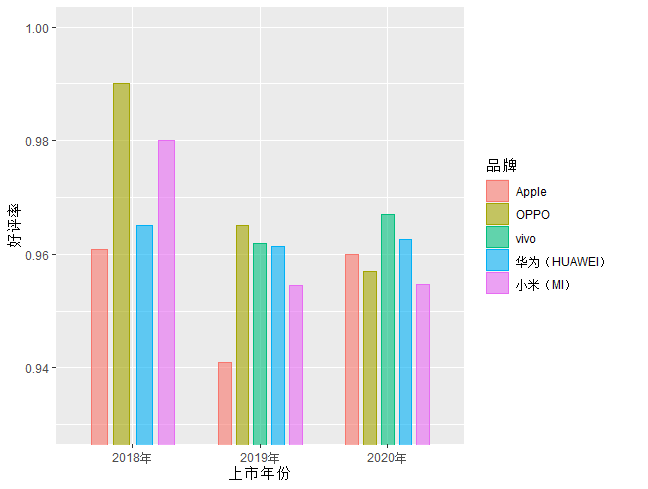 1.00
0.98
0.96
0.94
好评率
2018年
2019年
2020年
上市年份
品牌
Apple
OPPO
vivo
华为（HUAWEI）
小米（MI）